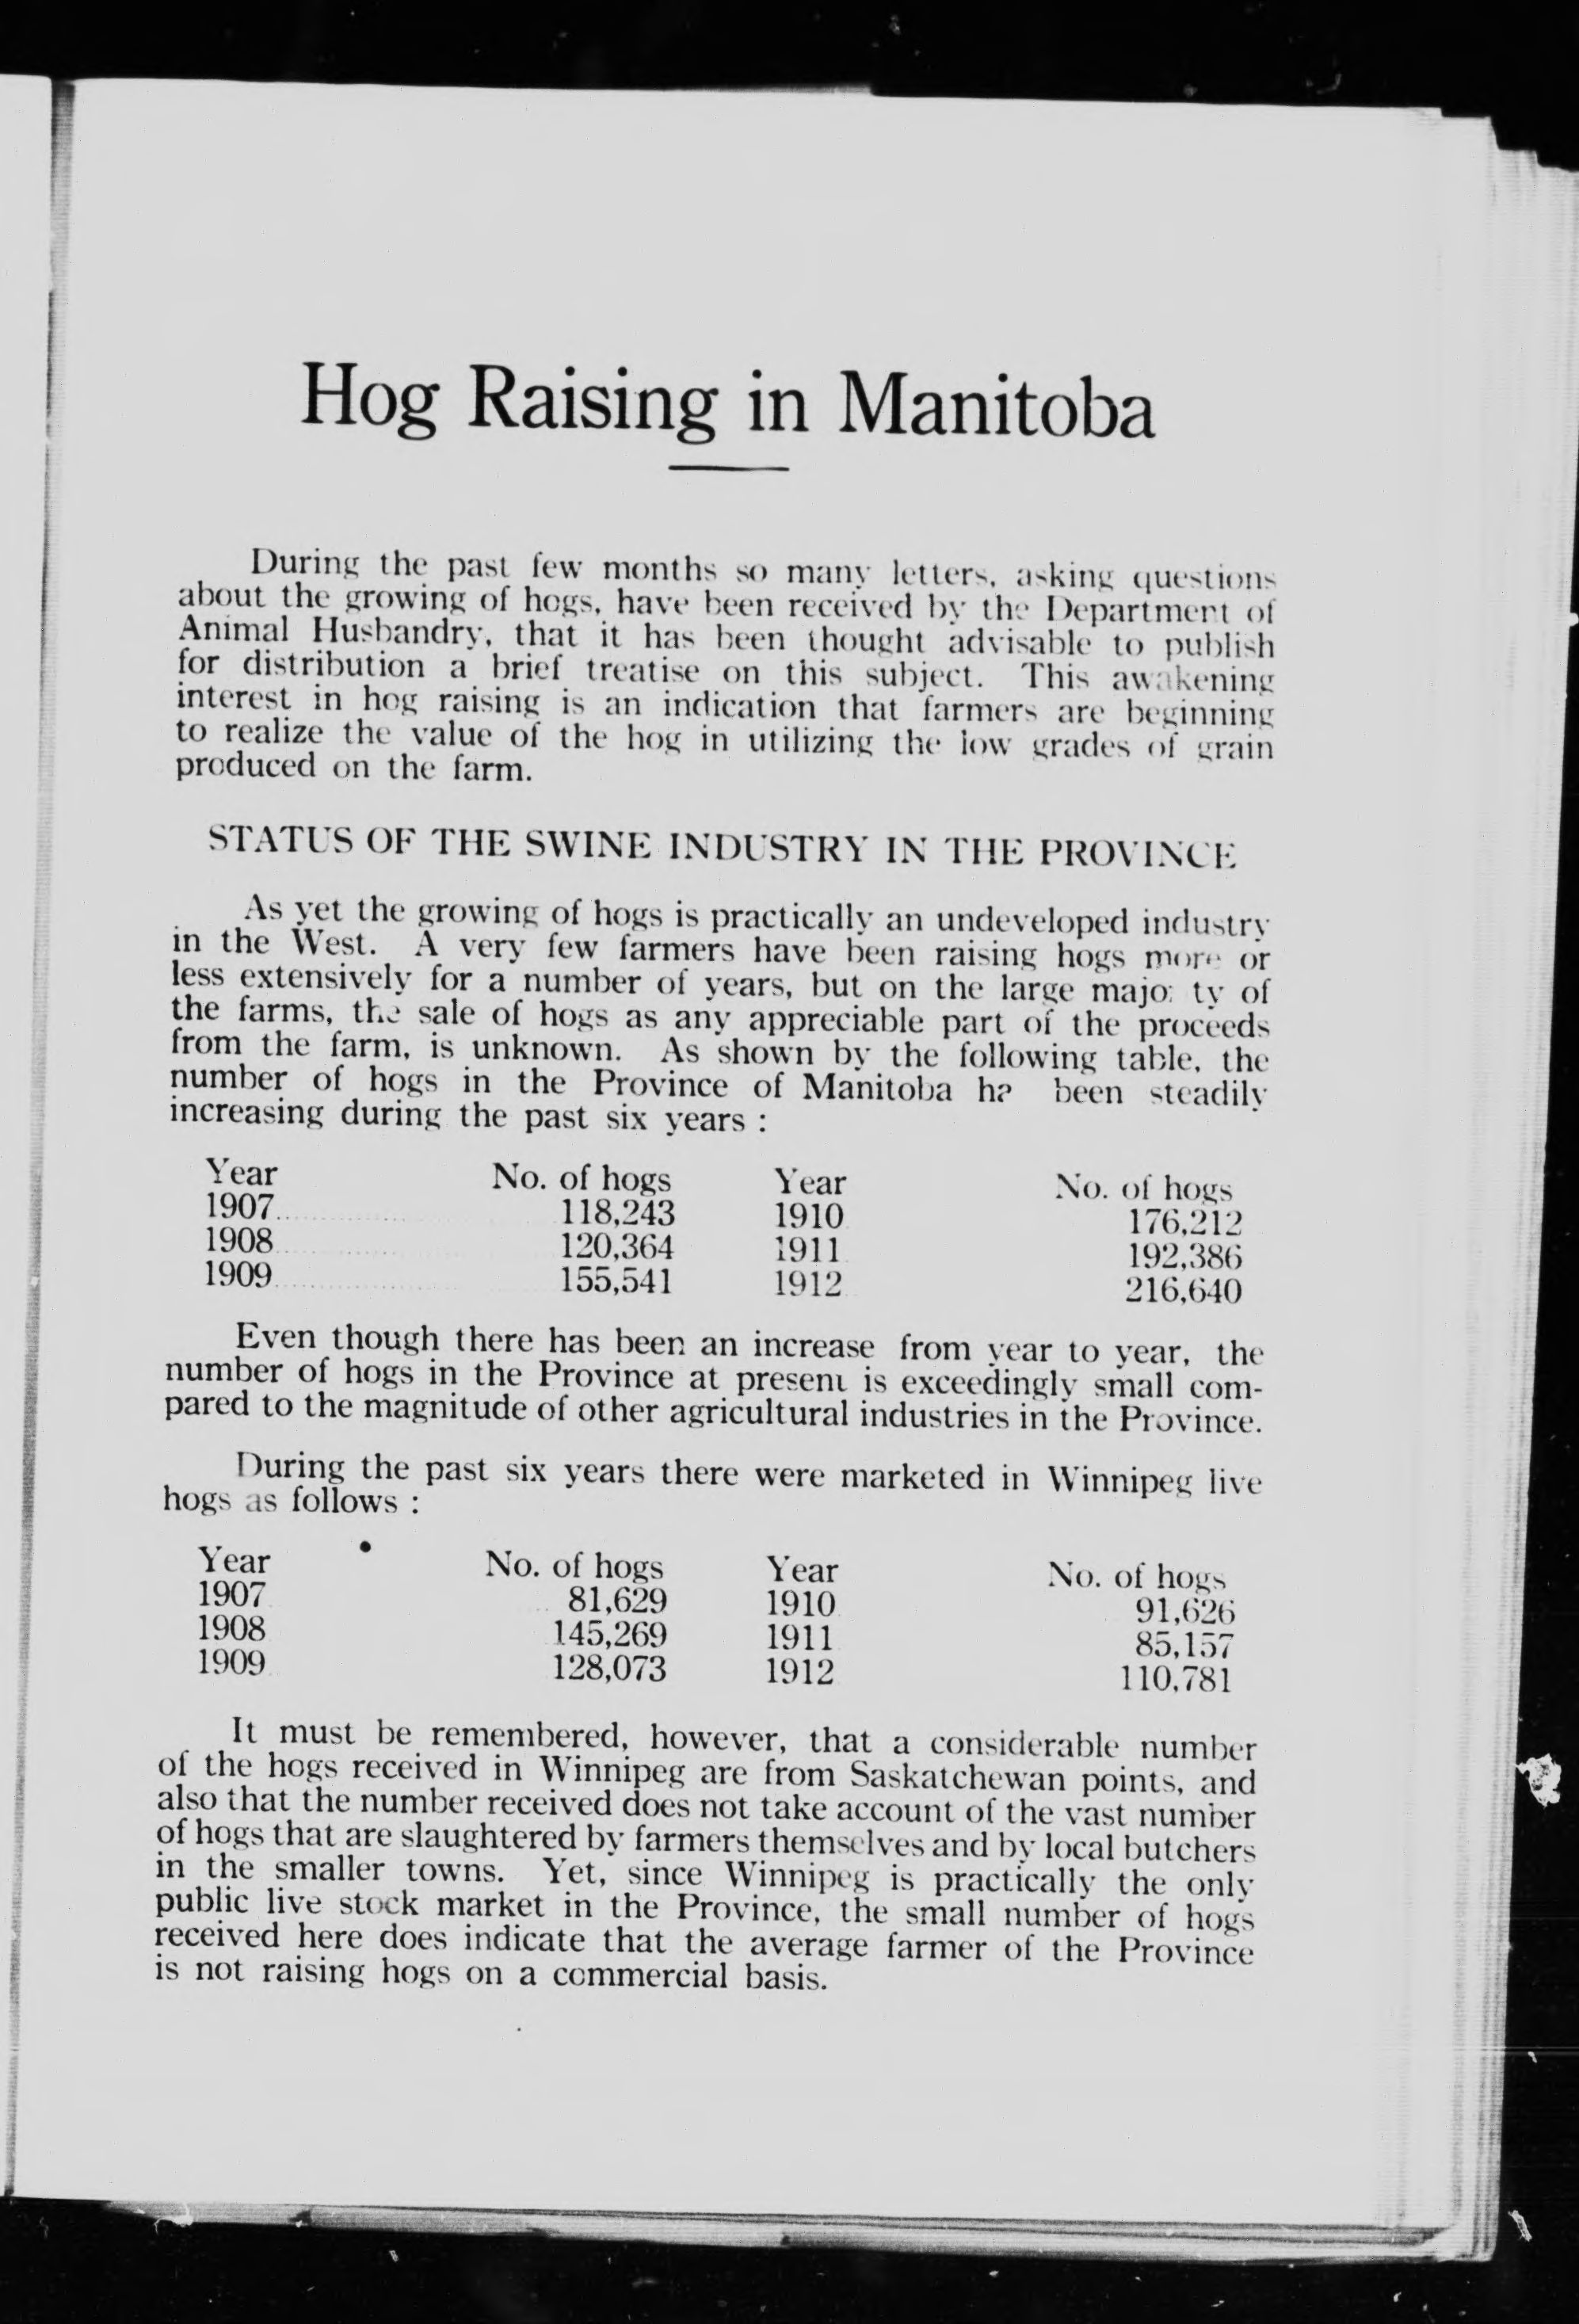 Hog Raising in Manitoba
During the past few months so many letters, asking questions
about the growing of hogs, have been received by the Department of
Animal Husbandry, that it has been thought advisable to publish
for distribution a brief treatise on this subject. This awakening
interest in hog raising is an indication that farmers are beginning
to realize the value of the hog in utilizing the low grades of grain
produced on the farm.
STATUS OF THE SWINE INDUSTRY IN THE PROVINCE
As yet the growing of hogs is practically an undeveloped industry
in the West. A very few farmers have been raising hogs more or
less extensively for a number of years, but on the large majo ty of
the farms, the sale of hogs as any appreciable part of the proceeds
from the farm, is unknown. As shown by the following table, the
number of hogs in the Province of Manitoba ha been steadily
increasing during the past six years :
Year No. of hogs Year No. of hogs
1907 118,243 1910 176,212
1908 120,364 1911 192,386
1909 155,541 1912 216,640
Even though there has been an increase from year to year, the
number of hogs in the Province at present is exceedingly small com-
pared to the magnitude of other agricultural industries in the Province.
During the past six years there were marketed in Winnipeg live
hogs as follows :
Year No. of hogs Year No. of hogs
1907 81,629 1910 91,626
1908 145,269 1911 85,157
1909 128,073 1912 110,781
It must be remembered, however, that a considerable number
of the hogs received in Winnipeg are from Saskatchewan points, and
also that the number received does not take account of the vast number
of hogs that are slaughtered by farmers themselves and by local butchers
in the smaller towns. Yet, since Winnipeg is practically the only
public live stock market in the Province, the small number of hogs
received here does indicate that the average farmer of the Province
is not raising hogs on a commercial basis.